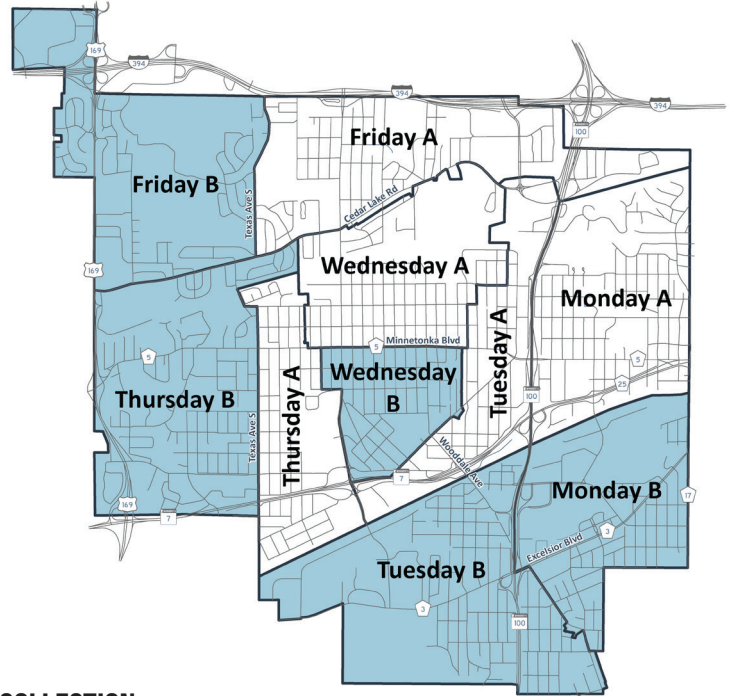 169
394
394
394
100
Friday A
Friday B
Texas Ave S
Cedar Lake Rd
169
Wednesday A
Monday A
Minnetonka Blvd
5
5
5
25
Tuesday A
Thursday A
Wednesday
B
Thursday B
100
Texas Ave S
Wooddale Ave
7
Monday B
17
169
7
3
Excelsior Blvd
Tuesday B
3
100